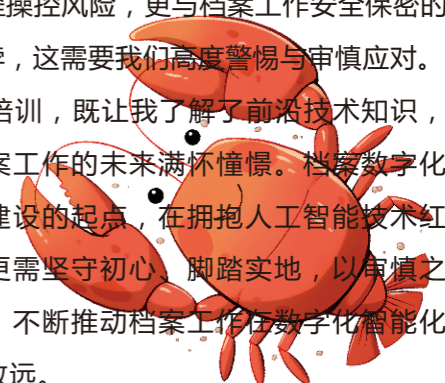 操控风险，更与档案工作安全保密的
，这需要我们高度警惕与审慎应对。
培训，既让我了解了前沿技术知识，
案工作的未来满怀憧憬。档案数字化
建设的起点，在拥抱人工智能技术红
更需坚守初心、脚踏实地，以审慎之
不断推动档案工作在数字化智能化
致远。